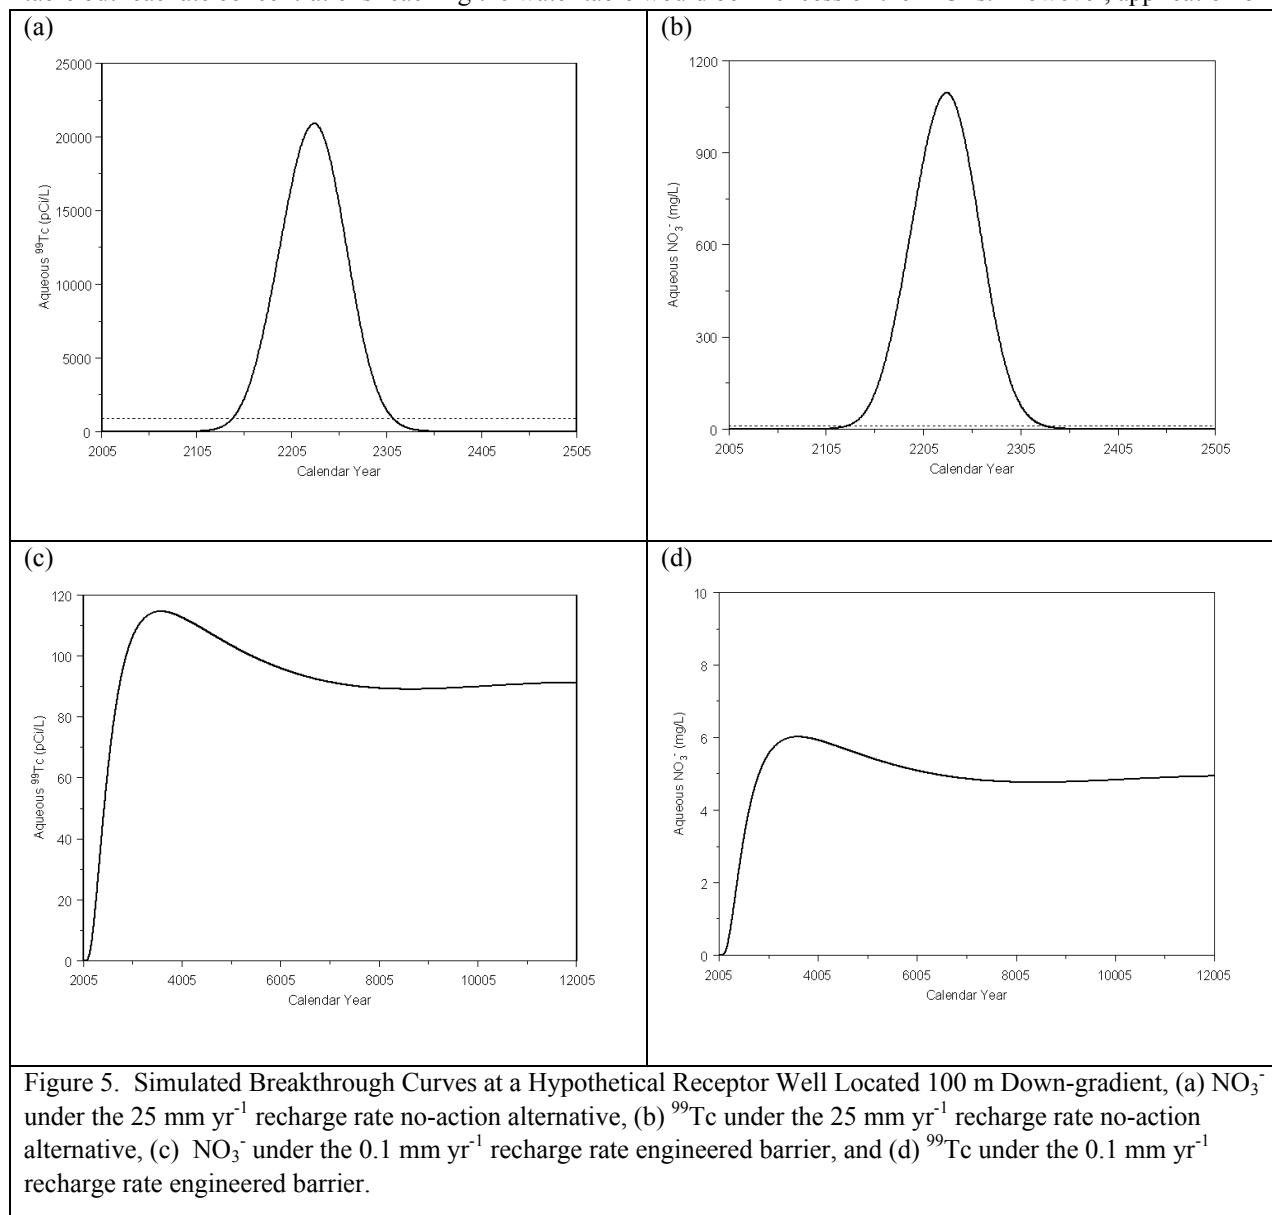 (a)
25000
20000
15000
10000
5000
0
Aqueous ⁹⁹Tc (pCi/L)
2005 2105 2205 2305 2405 2505
Calendar Year
(b)
1200
900
600
300
0
Aqueous NO₃⁻ (mg/L)
2005 2105 2205 2305 2405 2505
Calendar Year
(c)
120
100
80
60
40
20
0
Aqueous ⁹⁹Tc (pCi/L)
2005 4005 6005 8005 10005 12005
Calendar Year
(d)
10
8
6
4
2
0
Aqueous NO₃⁻ (mg/L)
2005 4005 6005 8005 10005 12005
Calendar Year
Figure 5. Simulated Breakthrough Curves at a Hypothetical Receptor Well Located 100 m Down-gradient, (a) NO₃⁻
under the 25 mm yr⁻¹ recharge rate no-action alternative, (b) ⁹⁹Tc under the 25 mm yr⁻¹ recharge rate no-action
alternative, (c) NO₃⁻ under the 0.1 mm yr⁻¹ recharge rate engineered barrier, and (d) ⁹⁹Tc under the 0.1 mm yr⁻¹
recharge rate engineered barrier.